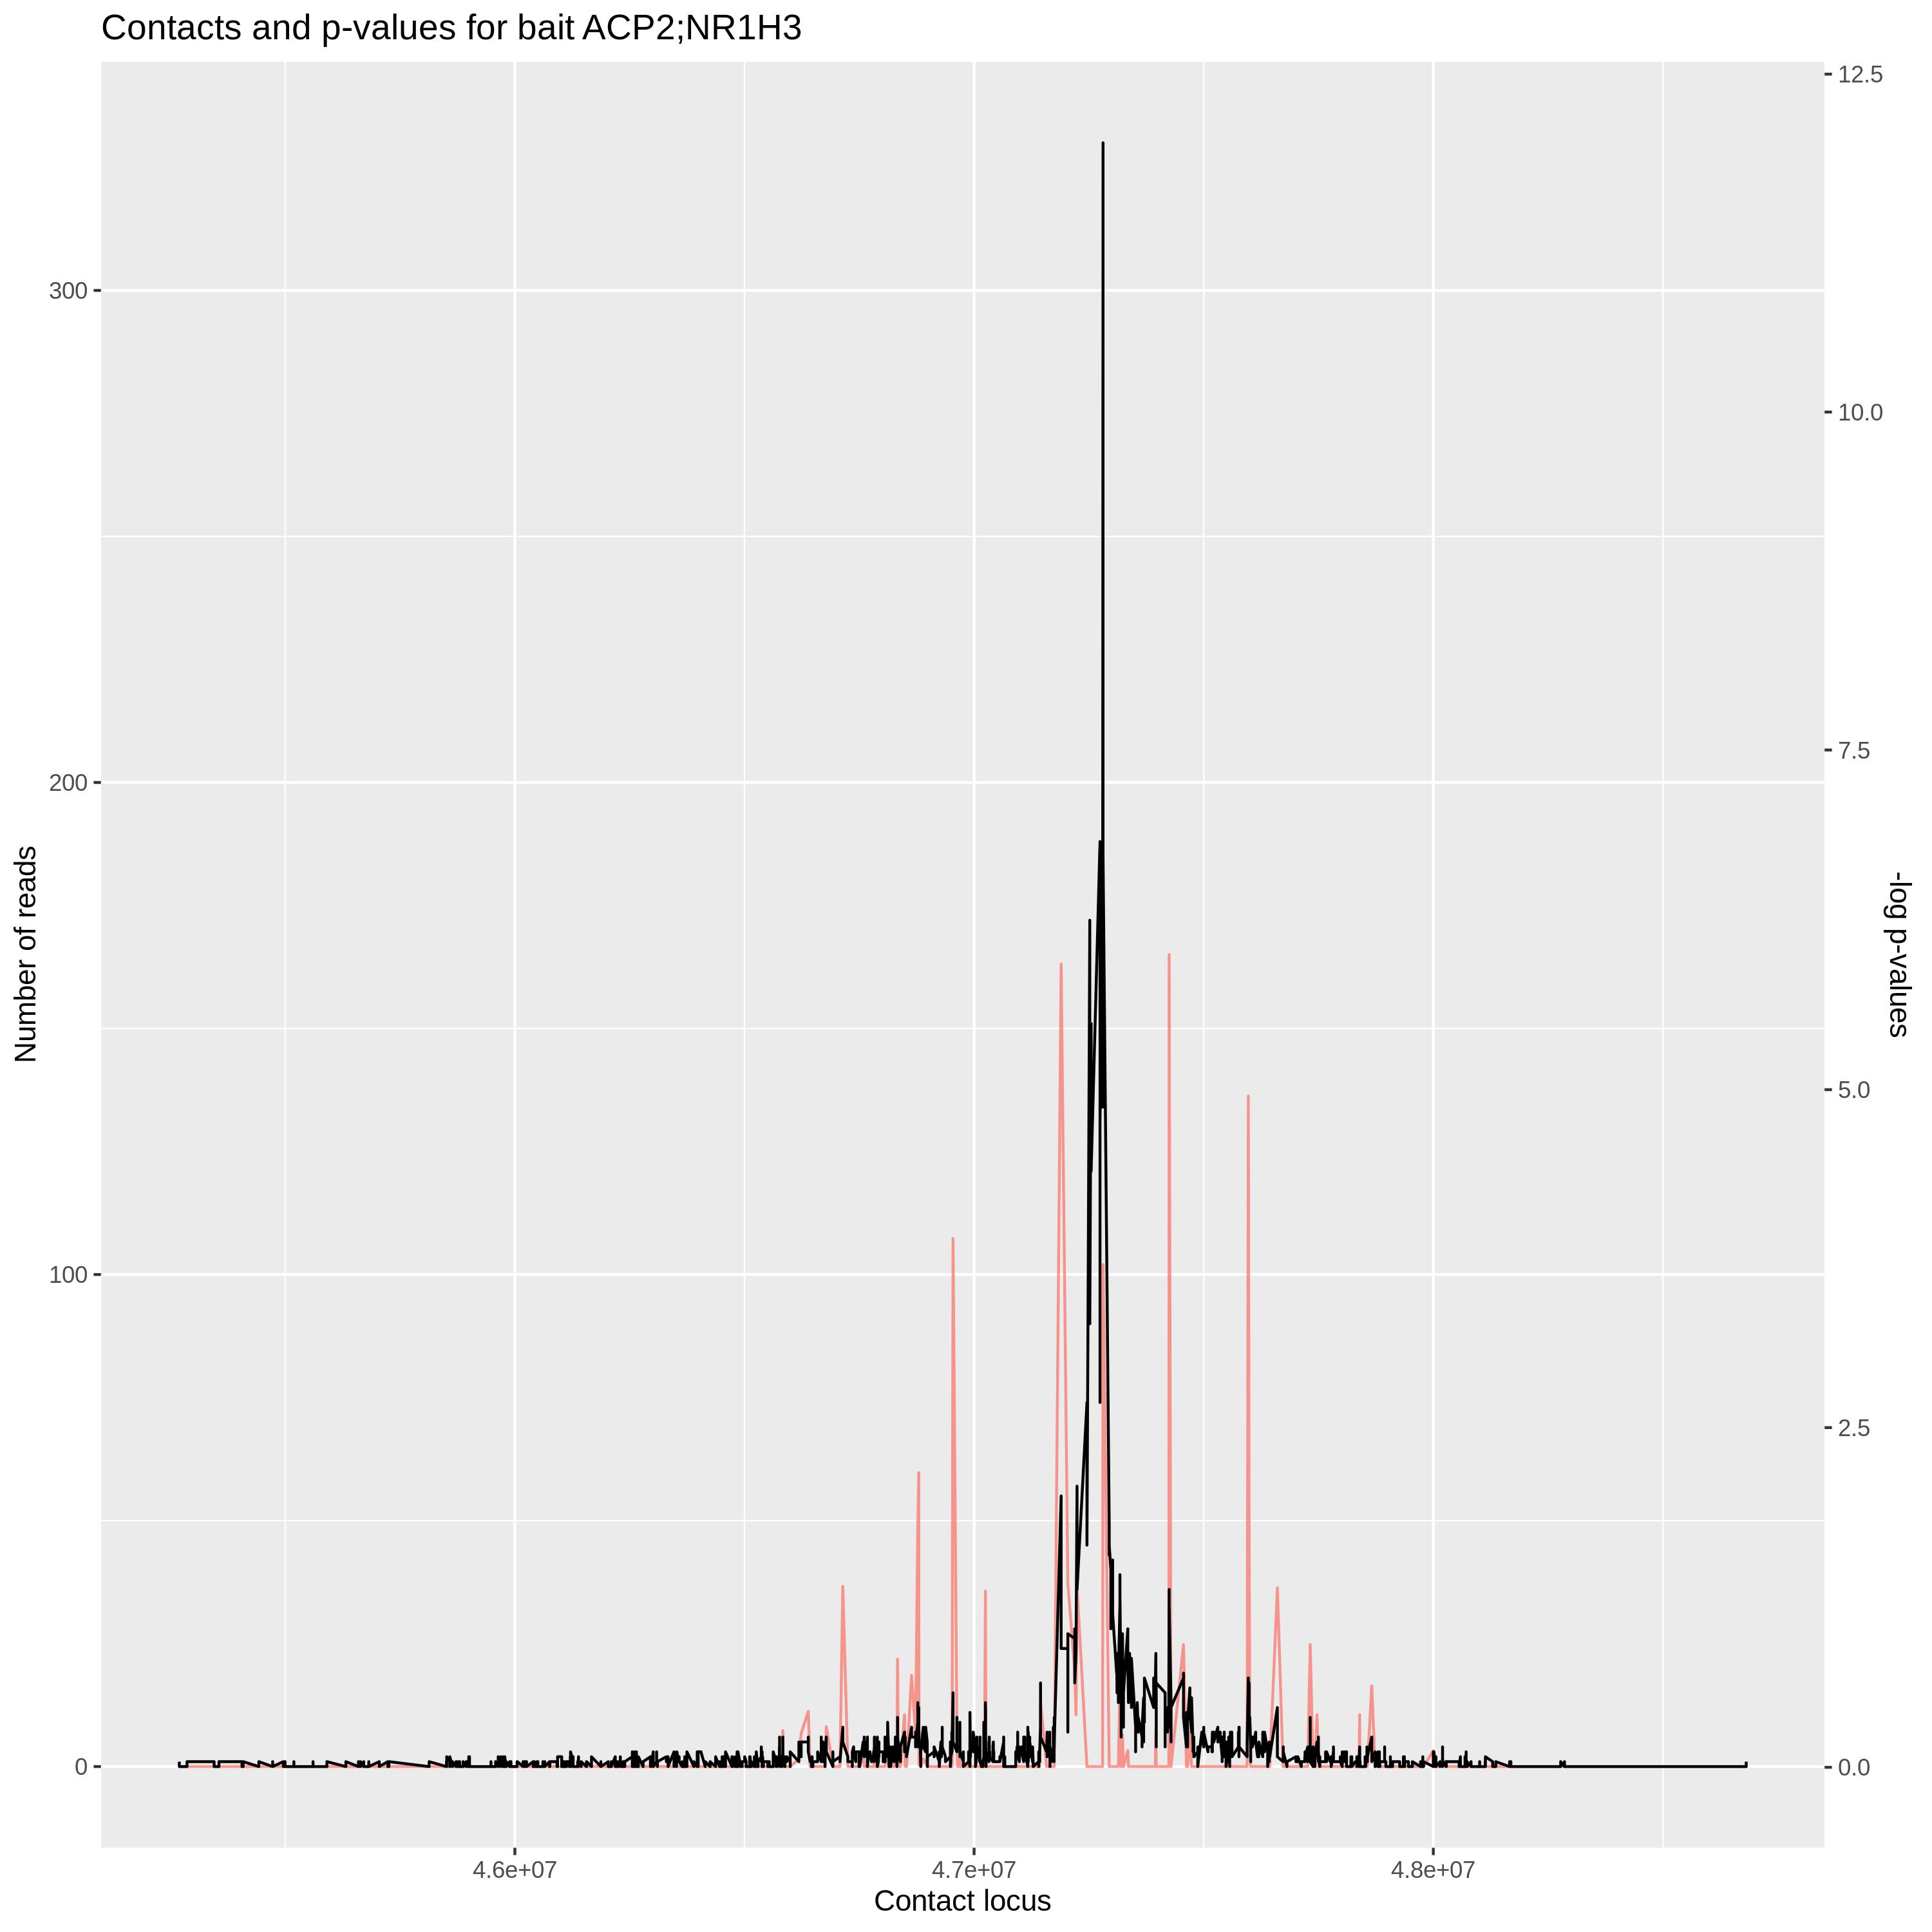 Contacts and p-values for bait ACP2;NR1H3
Number of reads
300
200
100
0
12.5
10.0
7.5
5.0
2.5
0.0
-log p-values
4.6e+07
4.7e+07
4.8e+07
Contact locus